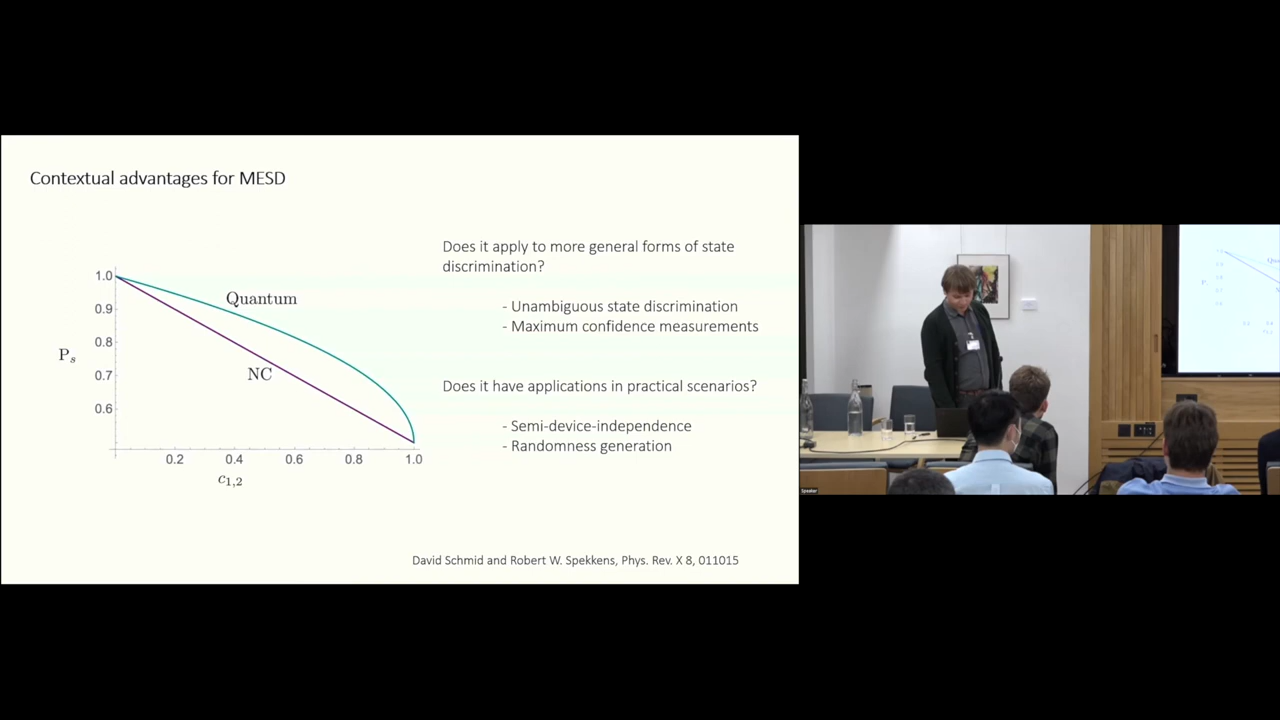 Contextual advantages for MESD
Does it apply to more general forms of state
discrimination?
- Unambiguous state discrimination
- Maximum confidence measurements
Does it have applications in practical scenarios?
- Semi-device-independence
- Randomness generation
1.0
0.9
0.8
0.7
0.6
P_s
Quantum
NC
0.2
0.4
0.6
0.8
1.0
c_{1,2}
David Schmid and Robert W. Spekkens, Phys. Rev. X 8, 011015
Speaker